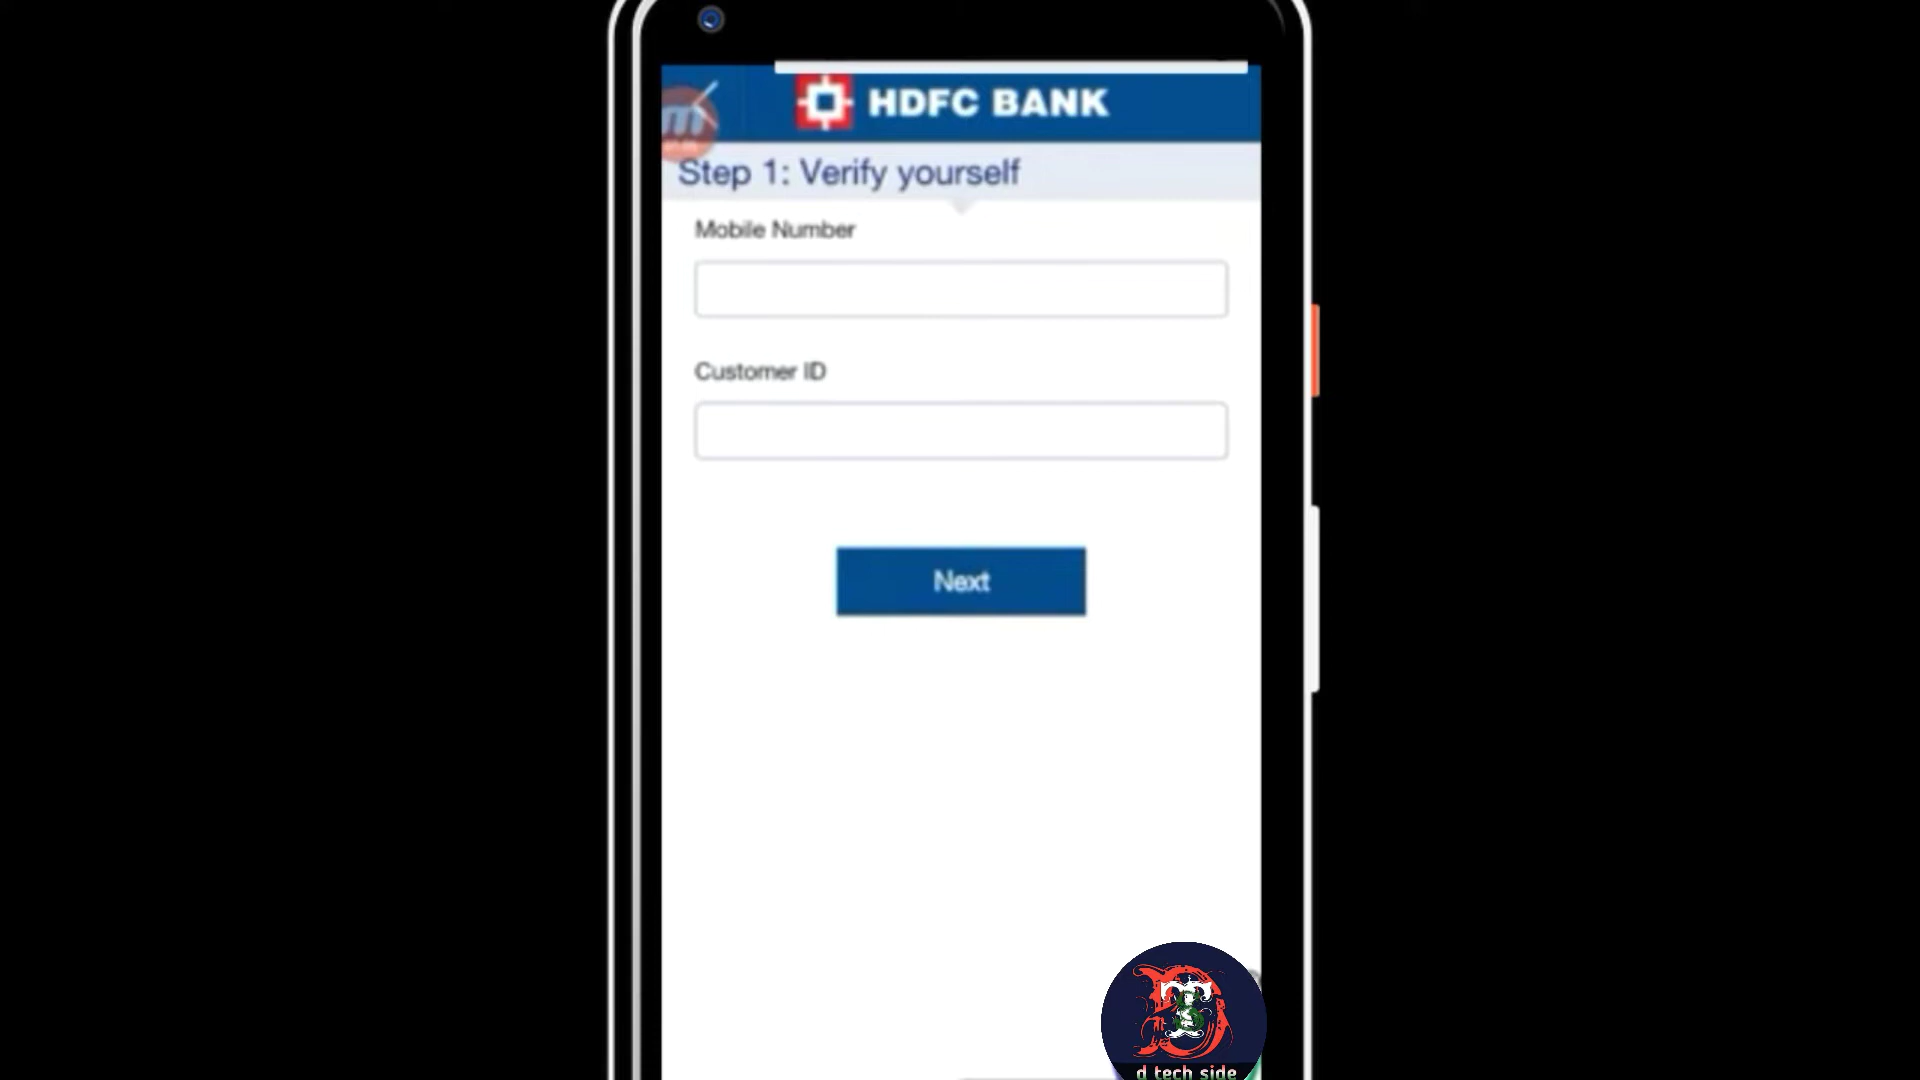 HDFC BANK
Step 1: Verify yourself
Mobile Number
Customer ID
Next
d tech side